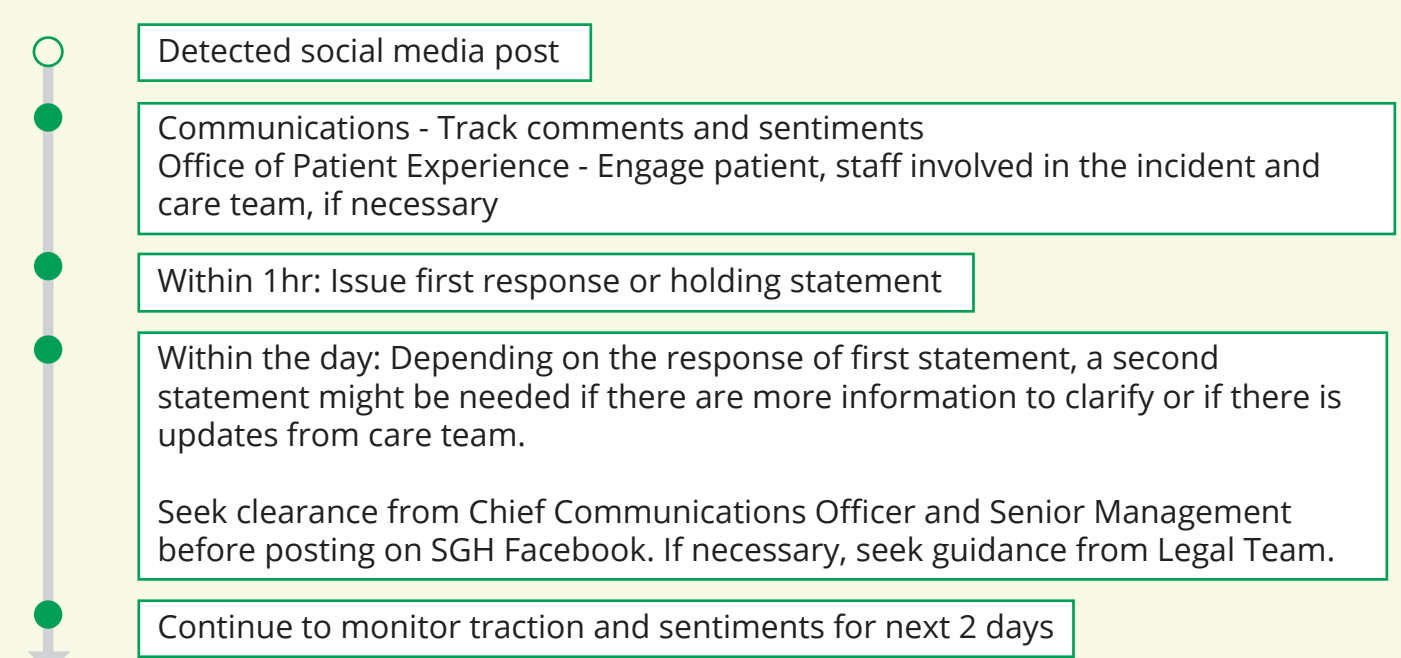 Detected social media post
Communications - Track comments and sentiments
Office of Patient Experience - Engage patient, staff involved in the incident and
care team, if necessary
Within 1hr: Issue first response or holding statement
Within the day: Depending on the response of first statement, a second
statement might be needed if there are more information to clarify or if there is
updates from care team.
Seek clearance from Chief Communications Officer and Senior Management
before posting on SGH Facebook. If necessary, seek guidance from Legal Team.
Continue to monitor traction and sentiments for next 2 days